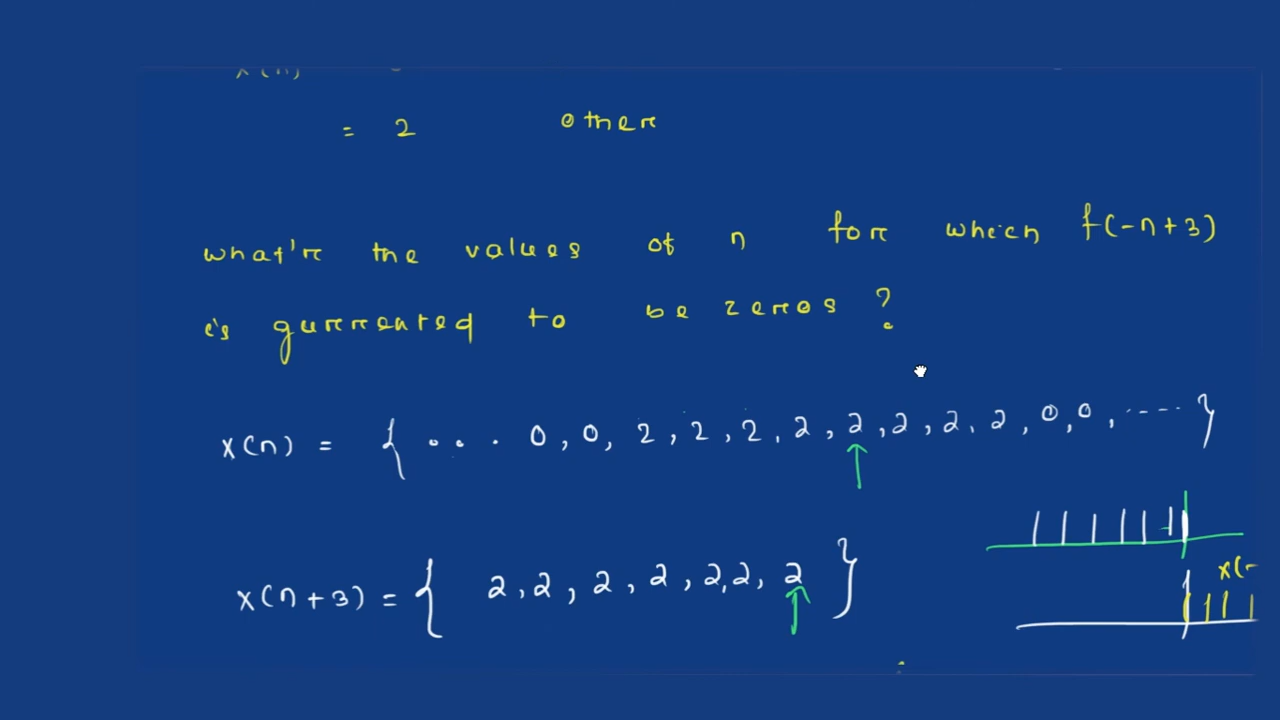 x(n)
= 2 other
what're the values of n for which f(-n+3)
is gurrented to be zeros ?
x(n) = { ... 0, 0, 2, 2, 2, 2, 2, 2, 2, 2, 0, 0, ---- }
x(n+3) = { 2, 2, 2, 2, 2, 2, 2 }
x(-